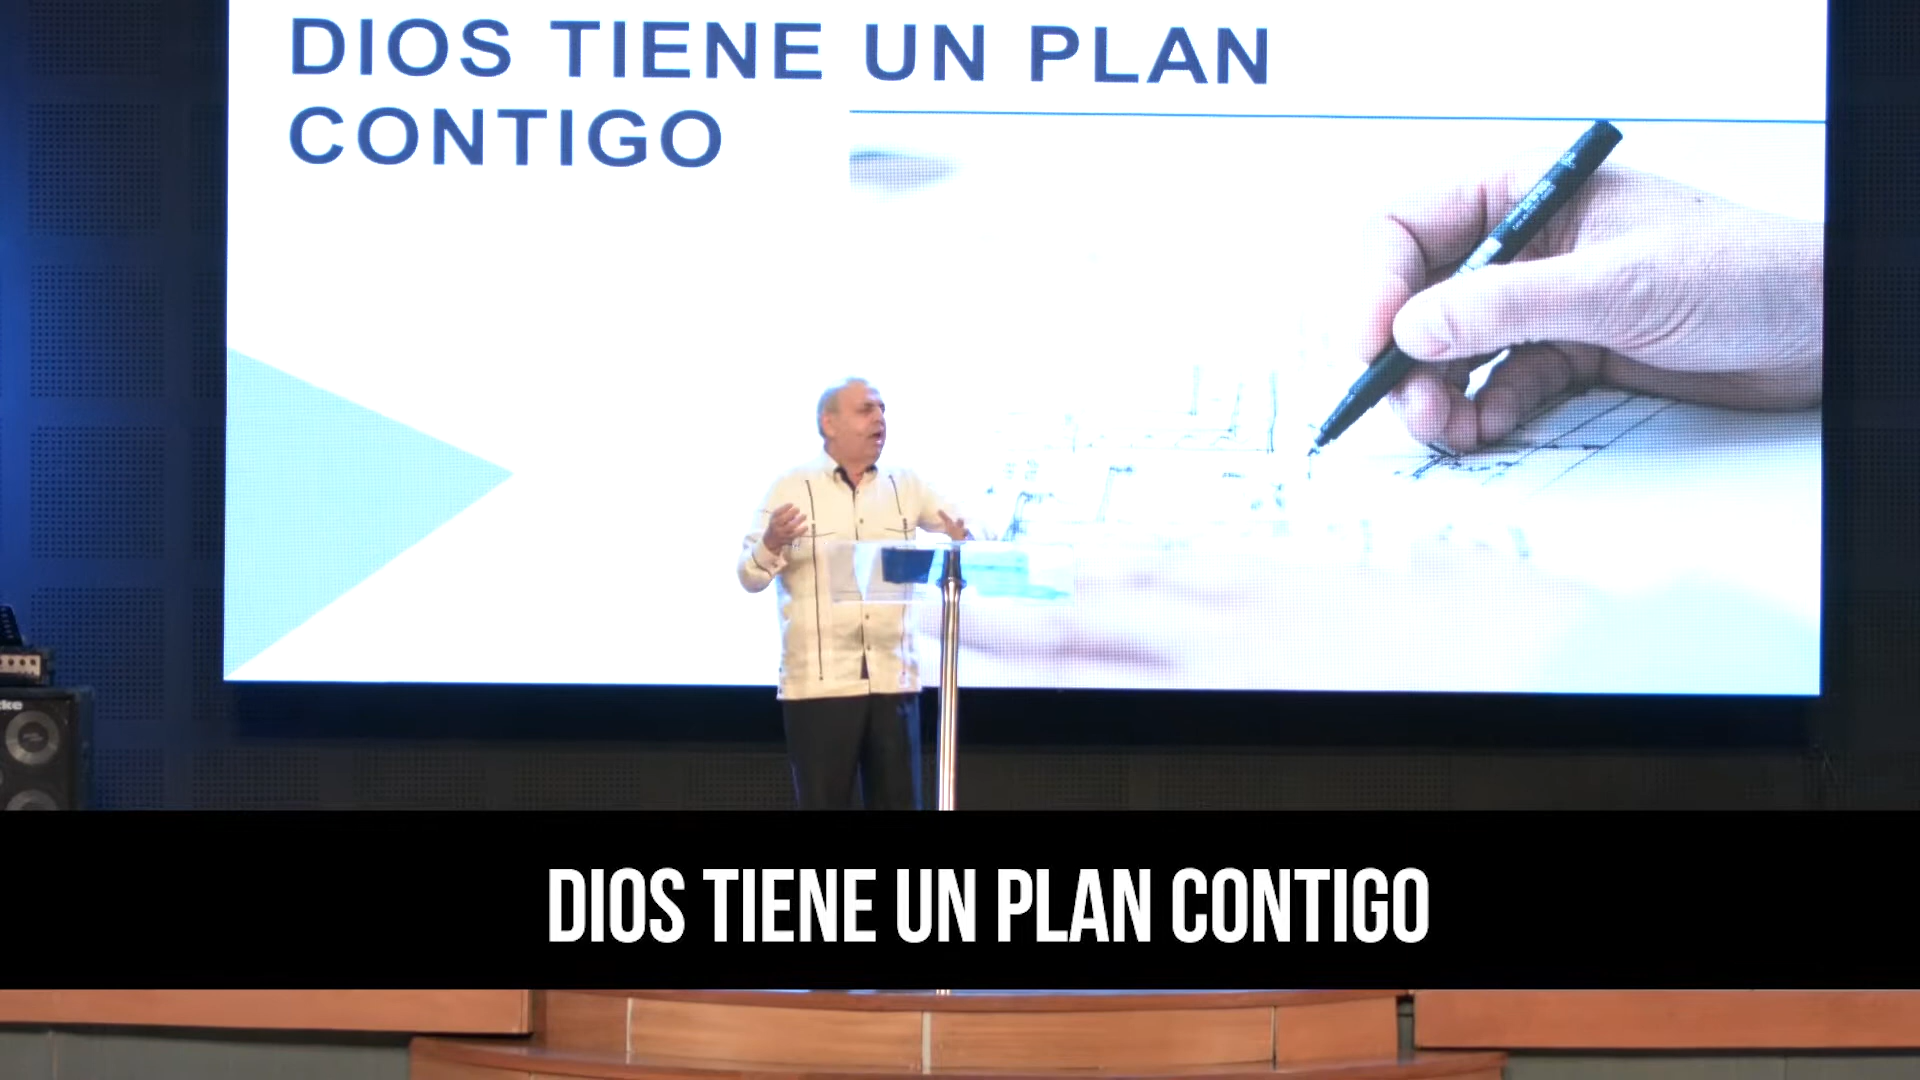 DIOS TIENE UN PLAN
CONTIGO
DIOS TIENE UN PLAN CONTIGO